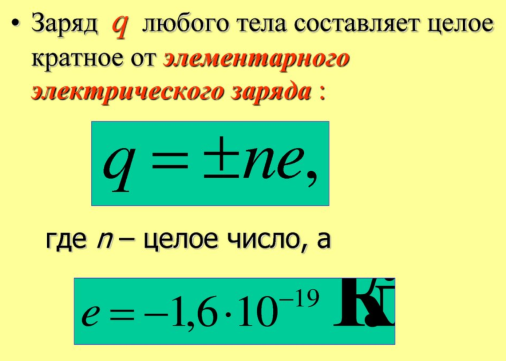 • Заряд q любого тела составляет целое
кратное от элементарного
электрического заряда :
q = ±ne,
где n – целое число, а
e = −1,6·10⁻¹⁹